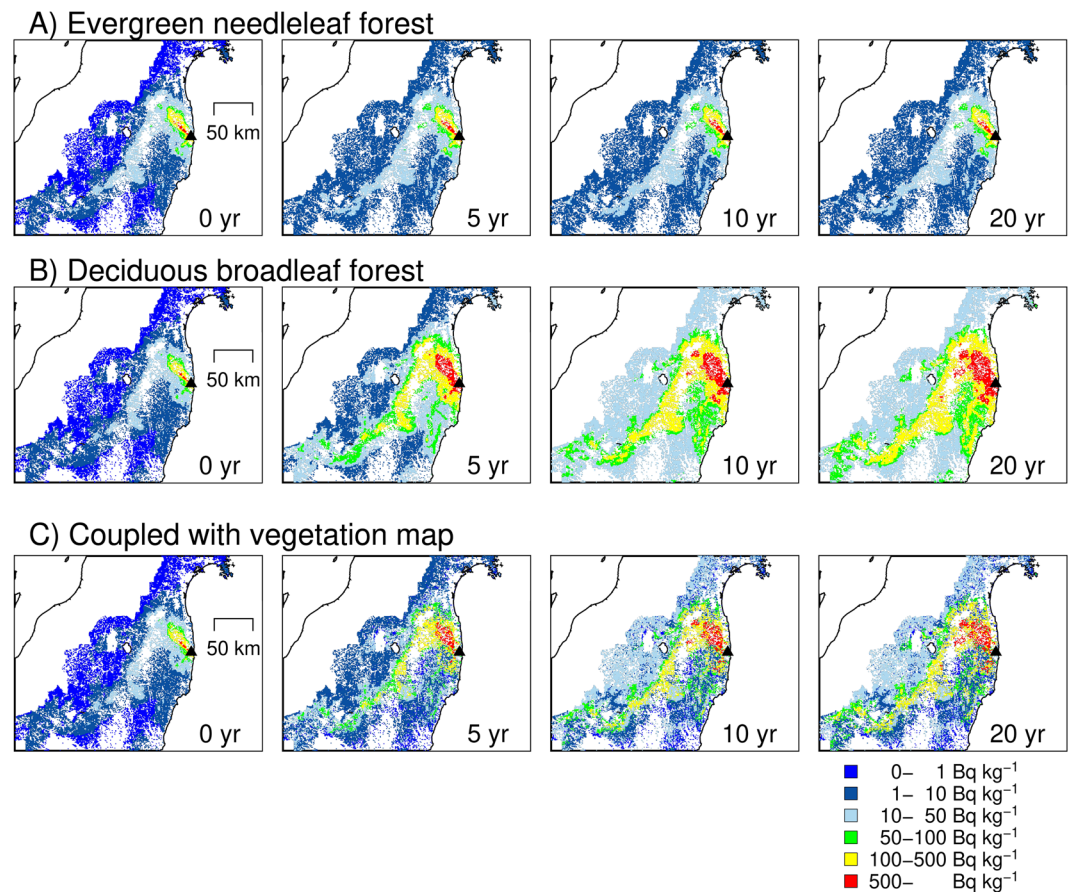 A) Evergreen needleleaf forest
50 km
0 yr
5 yr
10 yr
20 yr
B) Deciduous broadleaf forest
50 km
0 yr
5 yr
10 yr
20 yr
C) Coupled with vegetation map
50 km
0 yr
5 yr
10 yr
20 yr
0– 1 Bq kg⁻¹
1– 10 Bq kg⁻¹
10– 50 Bq kg⁻¹
50–100 Bq kg⁻¹
100–500 Bq kg⁻¹
500– Bq kg⁻¹